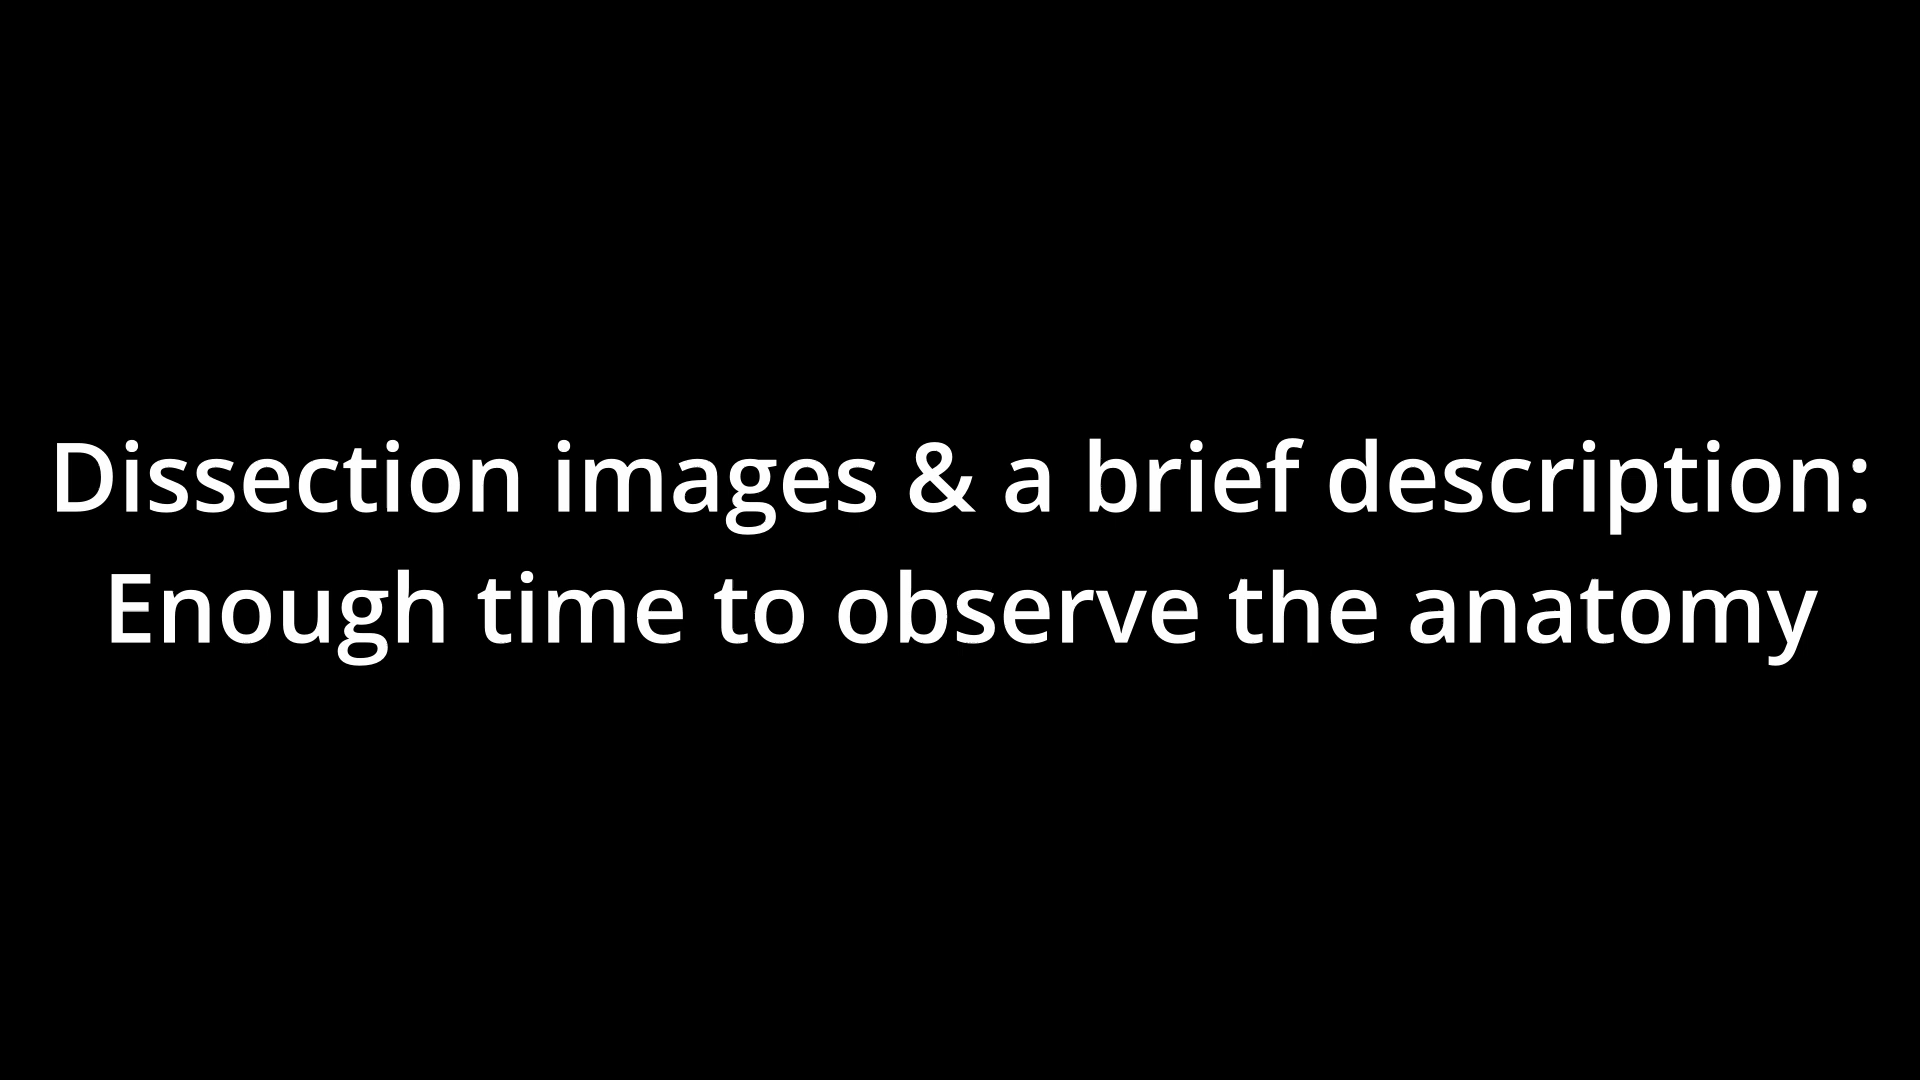 Dissection images & a brief description:
Enough time to observe the anatomy